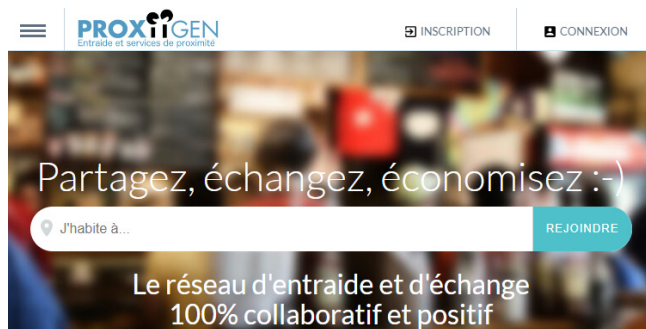 PROXiiGEN
Entraide et services de proximité
INSCRIPTION
CONNEXION
Partagez, échangez, économisez :-)
J'habite à...
REJOINDRE
Le réseau d'entraide et d'échange
100% collaboratif et positif